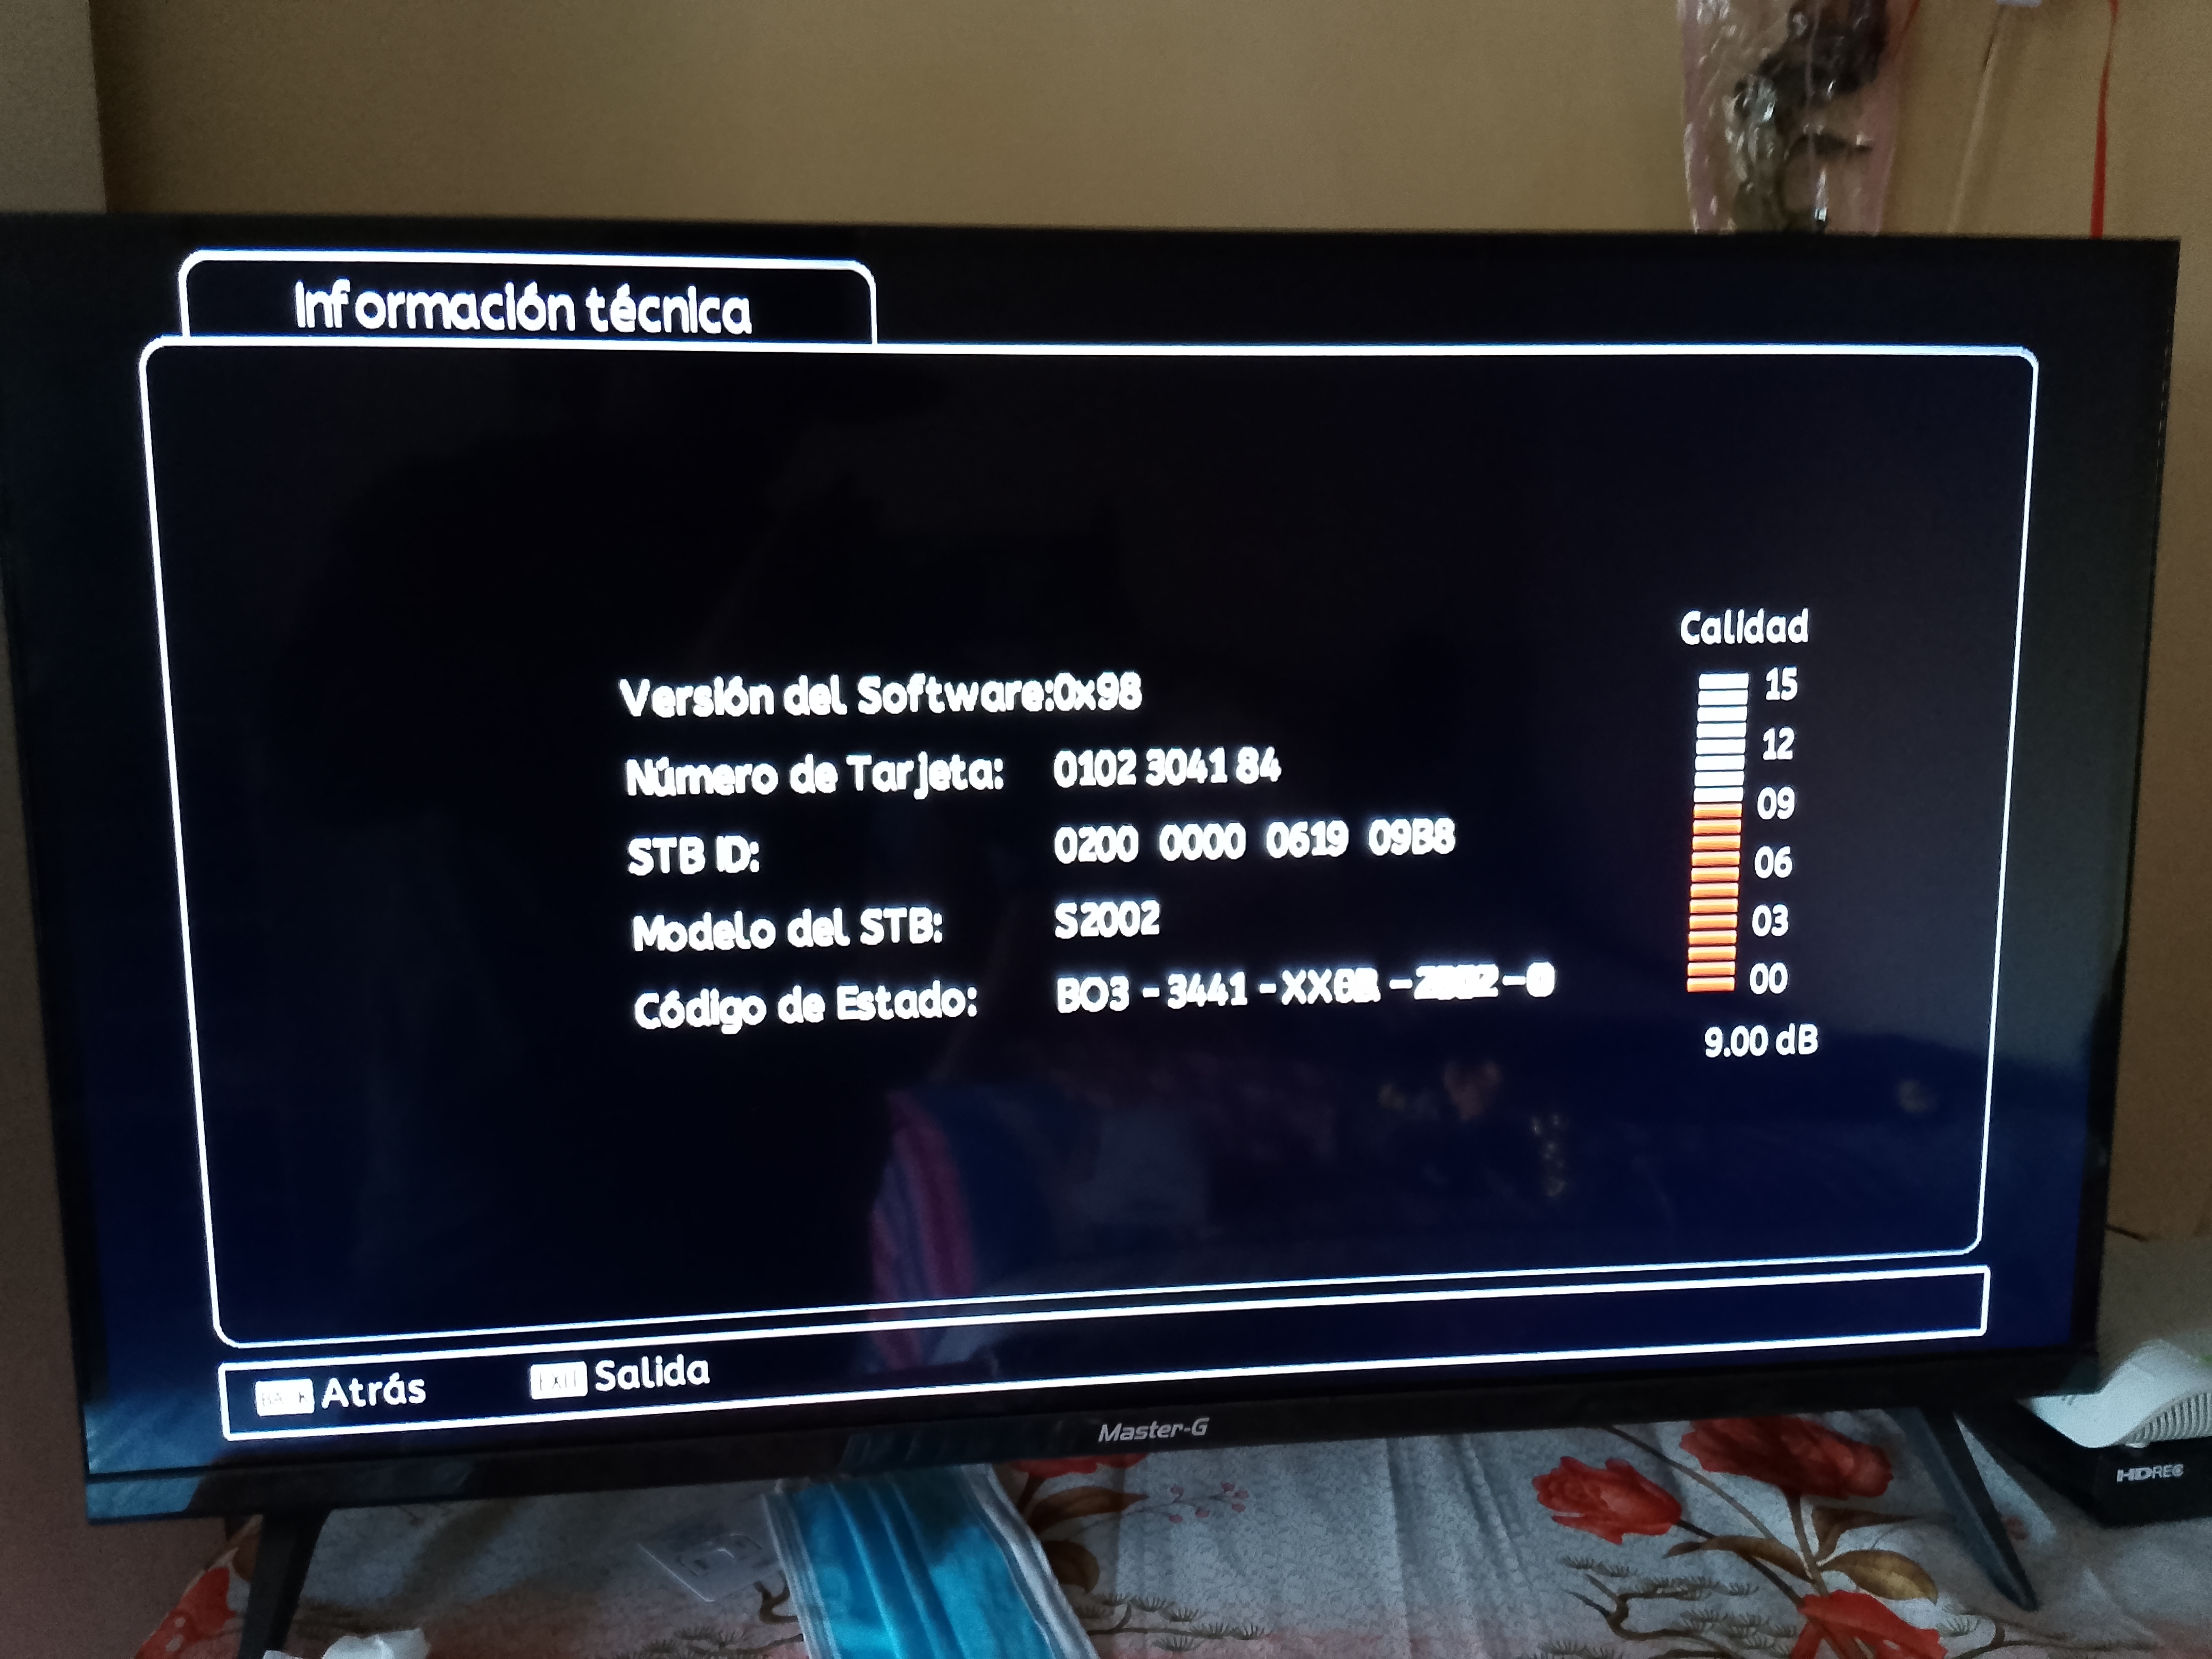 Información técnica
Calidad
15
12
09
06
03
00
9.00 dB
Versión del Software:0x98
Número de Tarjeta: 0102 3041 84
STB ID: 0200 0000 0619 09B8
Modelo del STB: S2002
Código de Estado: BO3 - 3441 -
BACK Atrás EXIT Salida
Master-G
HDREC